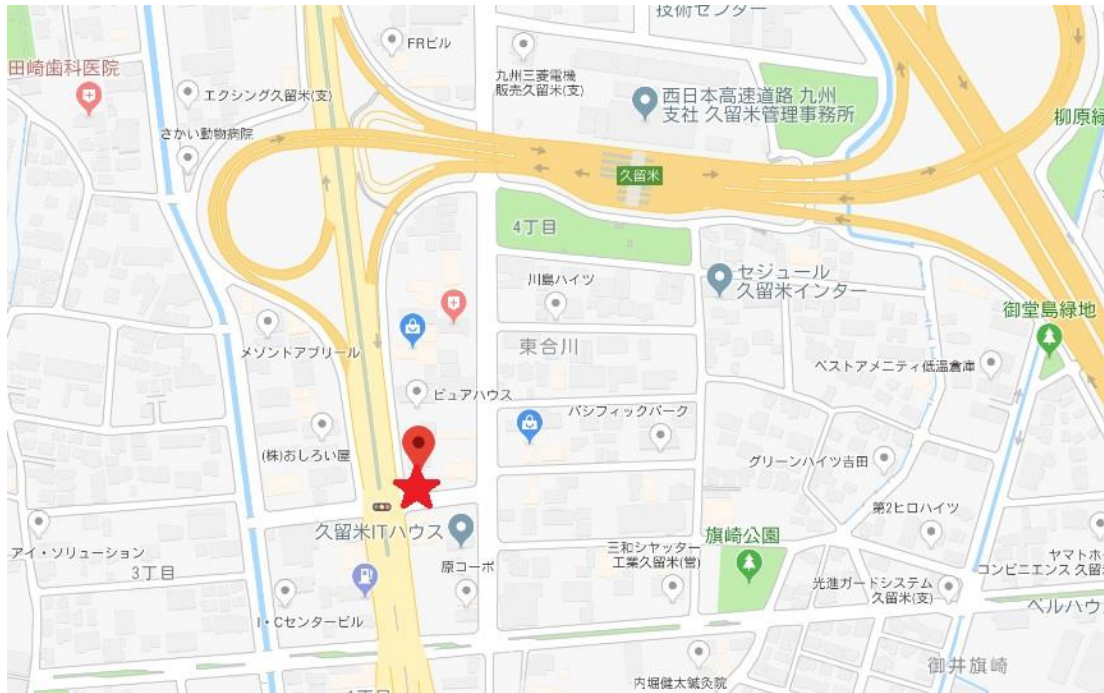 技術センター
FRビル
田崎歯科医院
九州三菱電機
販売久留米(支)
エクシング久留米(支)
西日本高速道路 九州
支社 久留米管理事務所
さかい動物病院
久留米
4丁目
セジュール
久留米インター
川島ハイツ
御堂島緑地
東合川
メゾンドアブリール
ベストアメニティ低温倉庫
ピュアハウス
パシフィックパーク
(株)おしろい屋
グリーンハイツ吉田
第2ヒロハイツ
久留米ITハウス
旗崎公園
アイ・ソリューション
三和シヤッター
工業久留米(営)
3丁目
原コーポ
光進ガードシステム
久留米(支)
コンビニエンス 久留
I・Cセンタービル
ベルハウ
御井旗崎
内堀健太鍼灸院